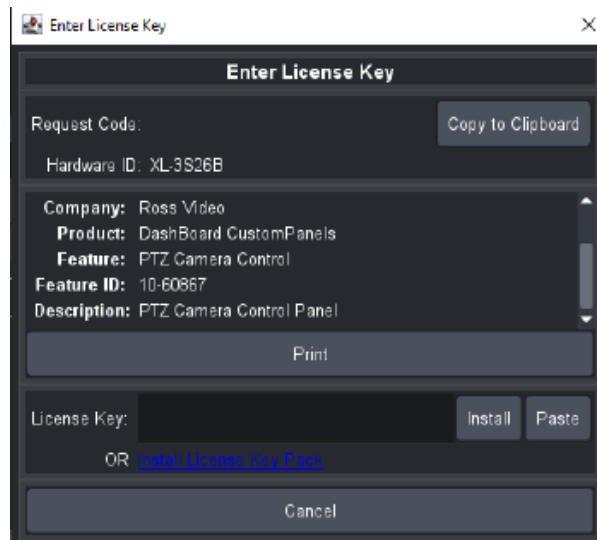 Enter License Key
Enter License Key
Request Code:
Copy to Clipboard
Hardware ID: XL-3S26B
Company: Ross Video
Product: DashBoard CustomPanels
Feature: PTZ Camera Control
Feature ID: 10-60867
Description: PTZ Camera Control Panel
Print
License Key:
Install Paste
OR Install License Key Pack
Cancel